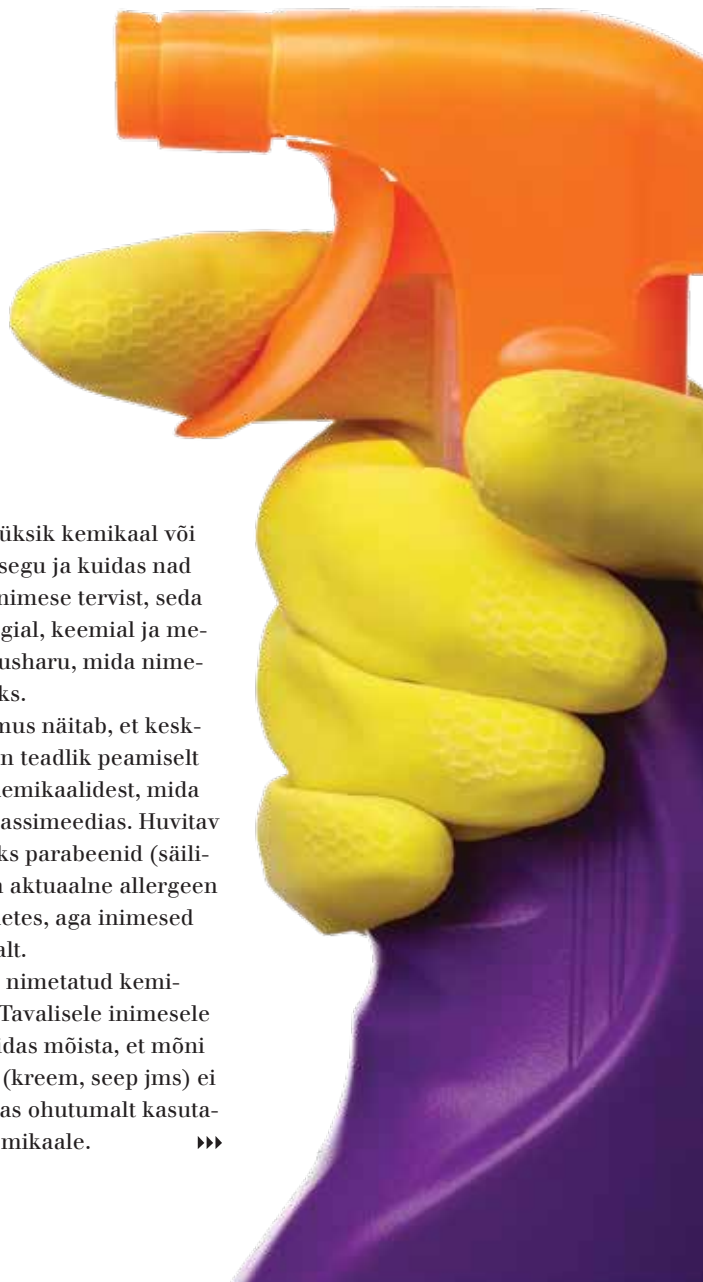 üksik kemikaal või
segu ja kuidas nad
nimese tervist, seda
gial, keemial ja me-
usharu, mida nime-
ks.
mus näitab, et kesk-
n teadlik peamiselt
emikaalidest, mida
assimeedias. Huvitav
ks parabeenid (säili-
n aktuaalne allergeen
etes, aga inimesed
alt.
nimetatud kemi-
Tavalisele inimesele
idas mõista, et mõni
(kreem, seep jms) ei
as ohutumalt kasuta-
mikaale.